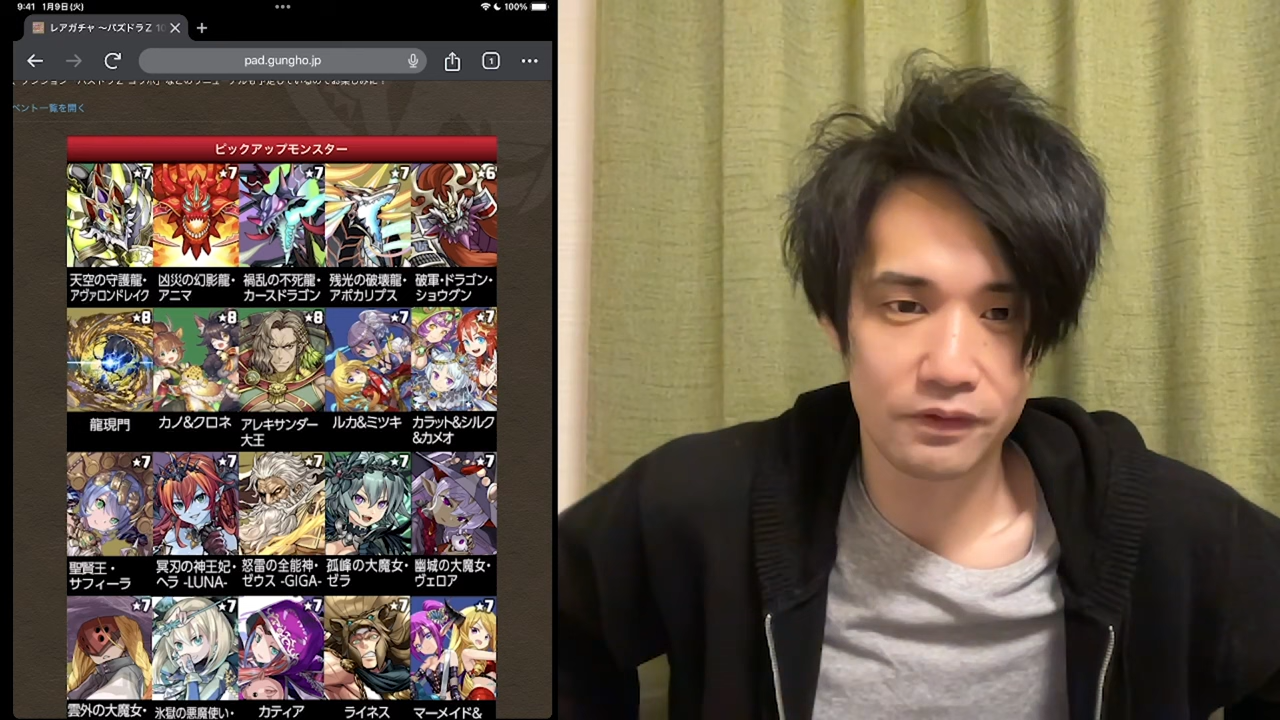 9:41 1月9日(火)
100%
レアガチャ ～パズドラZ 10
pad.gungho.jp
1
ベント一覧を開く
ピックアップモンスター
★7 ★7 ★7 ★7 ★6
天空の守護龍・アヴァロンドレイク
凶災の幻影龍・アニマ
禍乱の不死龍・カースドラゴン
残光の破壊龍・アポカリプス
破軍・ドラゴン・ショウグン
★8 ★8 ★8 ★7 ★7
龍現門
カノ&クロネ
アレキサンダー大王
ルカ&ミツキ
カラット&シルク&カメオ
★7 ★7 ★7 ★7 ★7
聖賢王・サフィーラ
冥刃の神王妃・ヘラ -LUNA-
怒雷の全能神・ゼウス -GIGA-
孤峰の大魔女・ゼラ
幽城の大魔女・ヴェロア
★7 ★7 ★7 ★7 ★7
雲外の大魔女・
氷獄の悪魔使い・
カティア
ライネス
マーメイド&